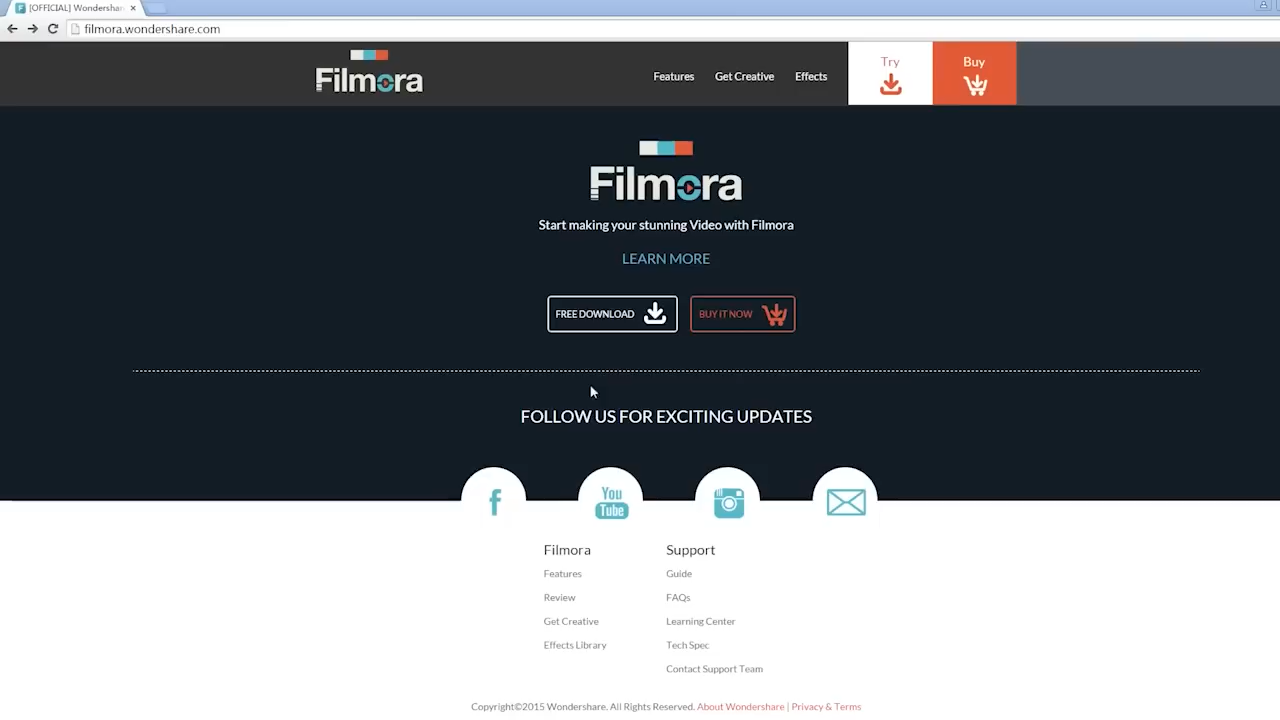 [OFFICIAL] Wondershare
filmora.wondershare.com
Filmora
Features
Get Creative
Effects
Try
Buy
Filmora
Start making your stunning Video with Filmora
LEARN MORE
FREE DOWNLOAD
BUY IT NOW
FOLLOW US FOR EXCITING UPDATES
f
You
Tube
Filmora
Features
Review
Get Creative
Effects Library
Support
Guide
FAQs
Learning Center
Tech Spec
Contact Support Team
Copyright©2015 Wondershare. All Rights Reserved. About Wondershare | Privacy & Terms